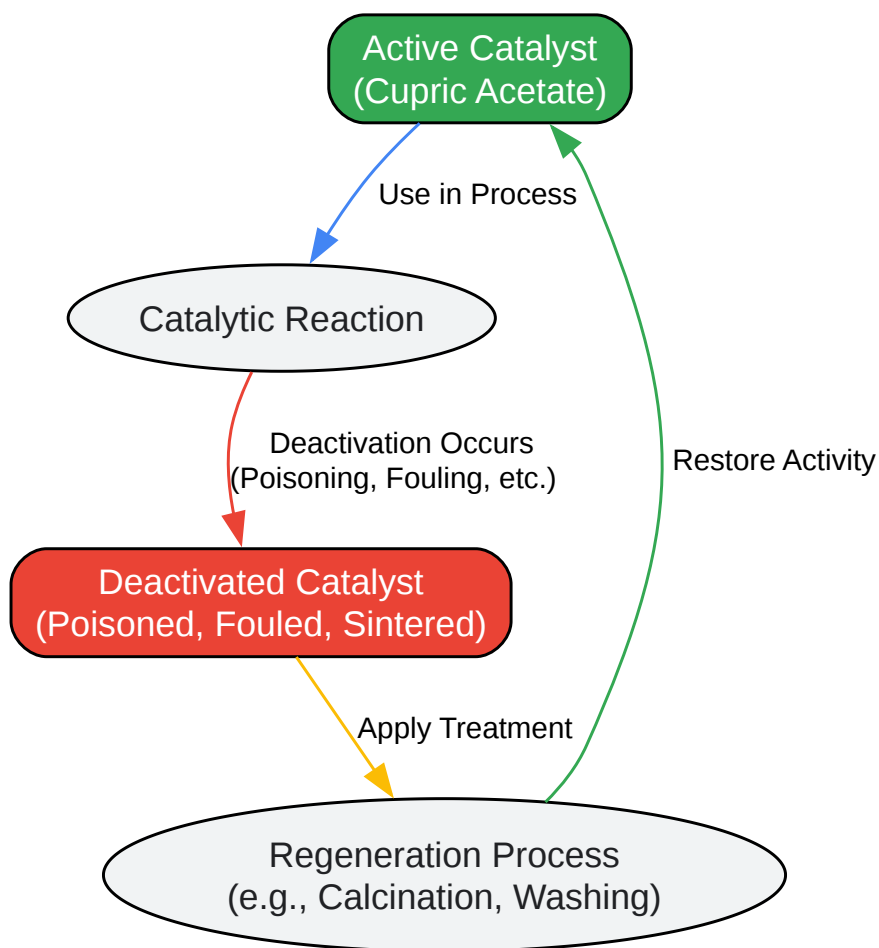 Active Catalyst
(Cupric Acetate)
Use in Process
Catalytic Reaction
Deactivation Occurs
(Poisoning, Fouling, etc.)
Restore Activity
Deactivated Catalyst
(Poisoned, Fouled, Sintered)
Apply Treatment
Regeneration Process
(e.g., Calcination, Washing)